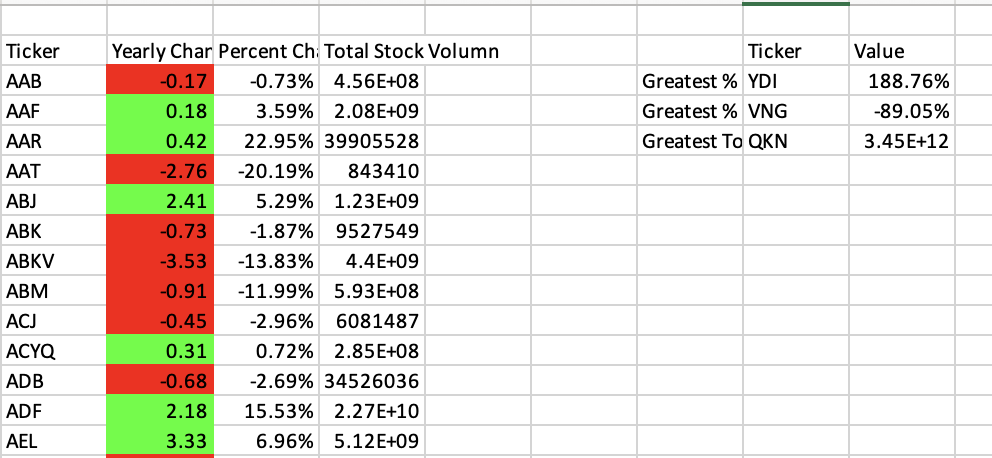 Ticker Yearly Chan Percent Ch Total Stock Volumn Ticker Value
AAB -0.17 -0.73% 4.56E+08 Greatest % YDI 188.76%
AAF 0.18 3.59% 2.08E+09 Greatest % VNG -89.05%
AAR 0.42 22.95% 39905528 Greatest To QKN 3.45E+12
AAT -2.76 -20.19% 843410
ABJ 2.41 5.29% 1.23E+09
ABK -0.73 -1.87% 9527549
ABKV -3.53 -13.83% 4.4E+09
ABM -0.91 -11.99% 5.93E+08
ACJ -0.45 -2.96% 6081487
ACYQ 0.31 0.72% 2.85E+08
ADB -0.68 -2.69% 34526036
ADF 2.18 15.53% 2.27E+10
AEL 3.33 6.96% 5.12E+09